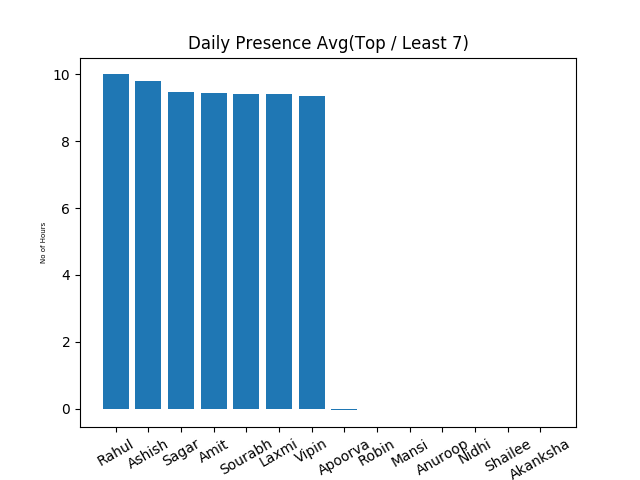 Daily Presence Avg(Top / Least 7)
No of Hours
10
8
6
4
2
0
Rahul
Ashish
Sagar
Amit
Sourabh
Laxmi
Vipin
Apoorva
Robin
Mansi
Anuroop
Nidhi
Shailee
Akanksha